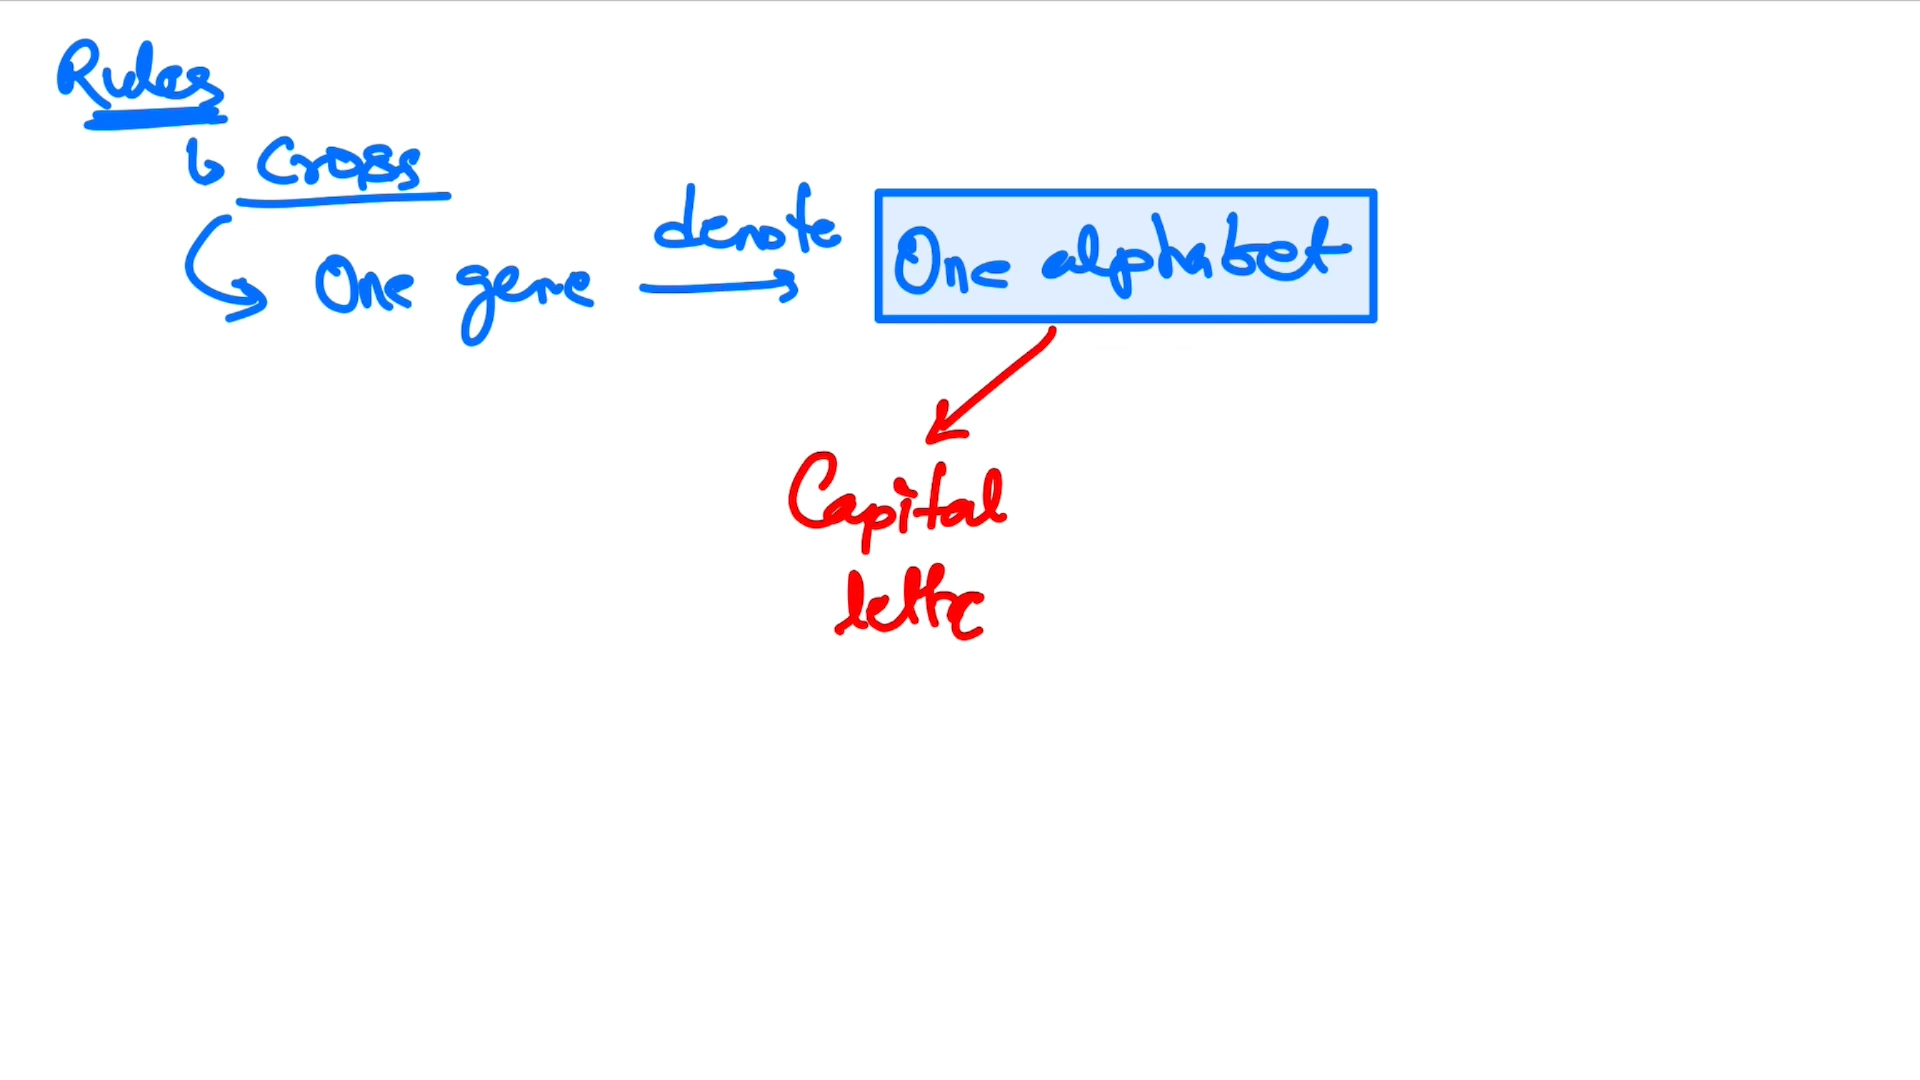 Rules
Cross
One gene denote One alphabet
Capital
letter